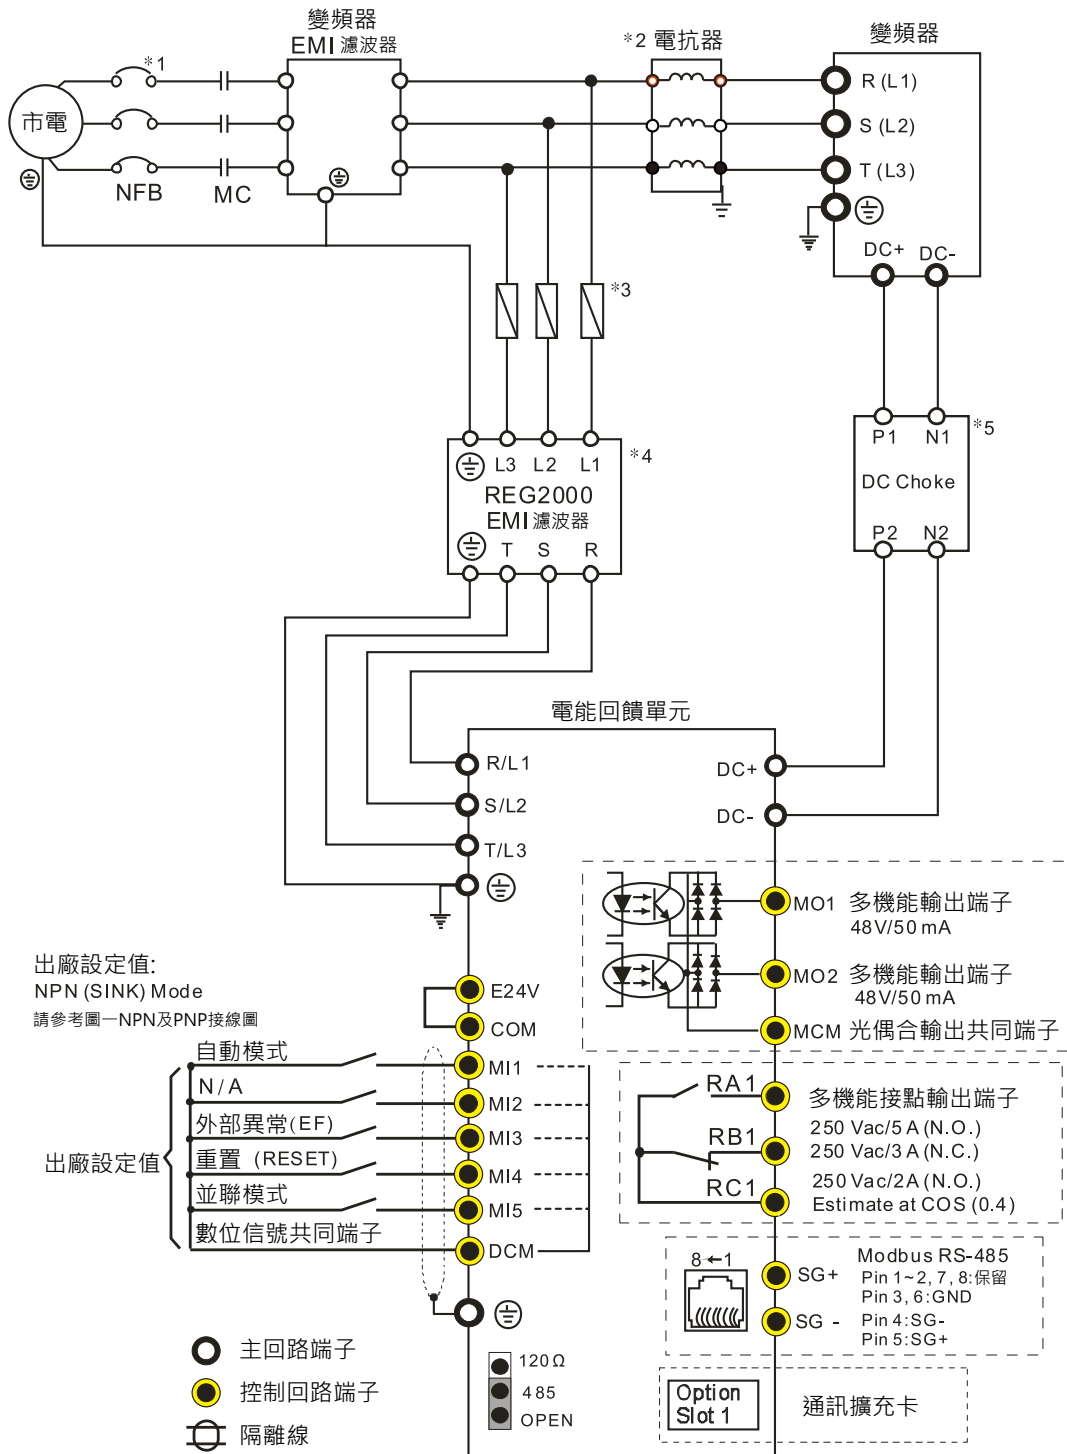 變頻器
EMI 濾波器
*2 電抗器
變頻器
*1
市電
NFB
MC
R (L1)
S (L2)
T (L3)
DC+
DC-
*3
P1
N1
*5
DC Choke
P2
N2
L3
L2
L1
*4
REG2000
EMI 濾波器
T
S
R
電能回饋單元
R/L1
S/L2
T/L3
DC+
DC-
MO1 多機能輸出端子
48V/50 mA
MO2 多機能輸出端子
48V/50 mA
MCM 光偶合輸出共同端子
出廠設定值:
NPN (SINK) Mode
請參考圖一NPN及PNP接線圖
E24V
COM
出廠設定值
自動模式
MI1
N/A
MI2
外部異常(EF)
MI3
重置 (RESET)
MI4
並聯模式
MI5
數位信號共同端子
DCM
RA1
RB1
RC1
多機能接點輸出端子
250 Vac/5 A (N.O.)
250 Vac/3 A (N.C.)
250 Vac/2A (N.O.)
Estimate at COS (0.4)
8←1
SG+
SG -
Modbus RS-485
Pin 1~2, 7, 8:保留
Pin 3, 6:GND
Pin 4:SG-
Pin 5:SG+
主回路端子
控制回路端子
隔離線
120Ω
485
OPEN
Option
Slot 1
通訊擴充卡